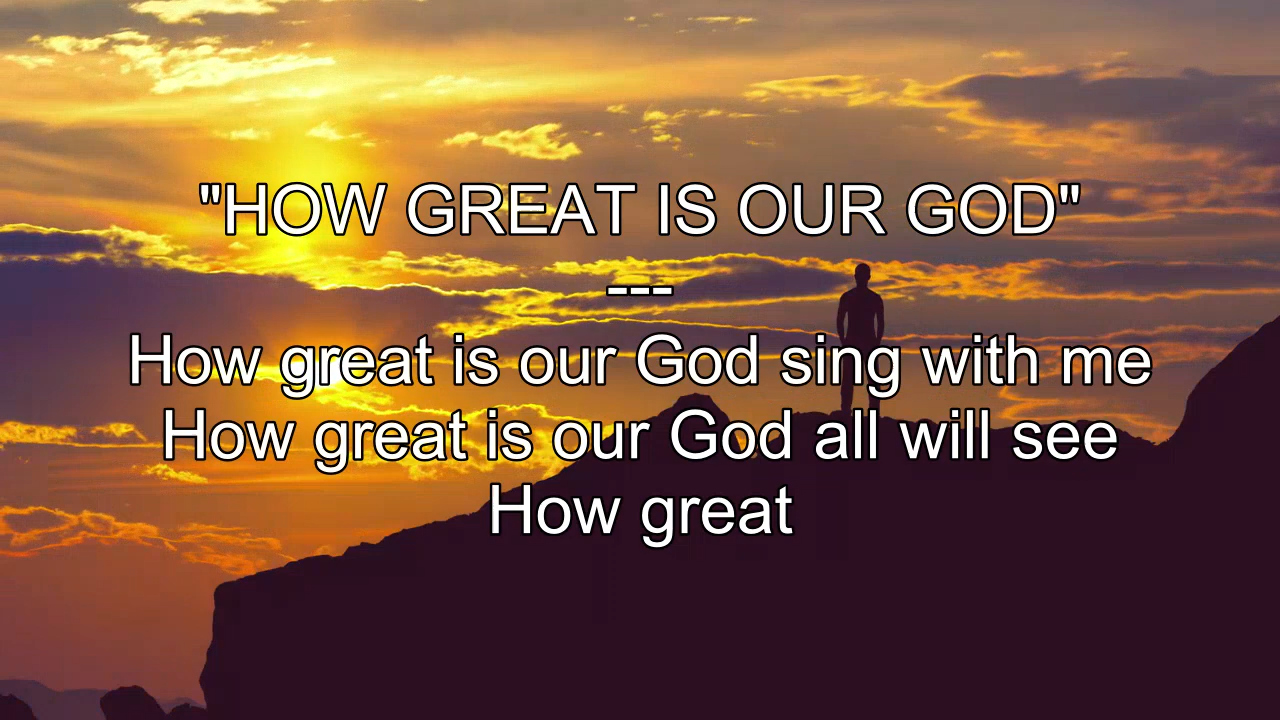 "HOW GREAT IS OUR GOD"
---
How great is our God sing with me
How great is our God all will see
How great